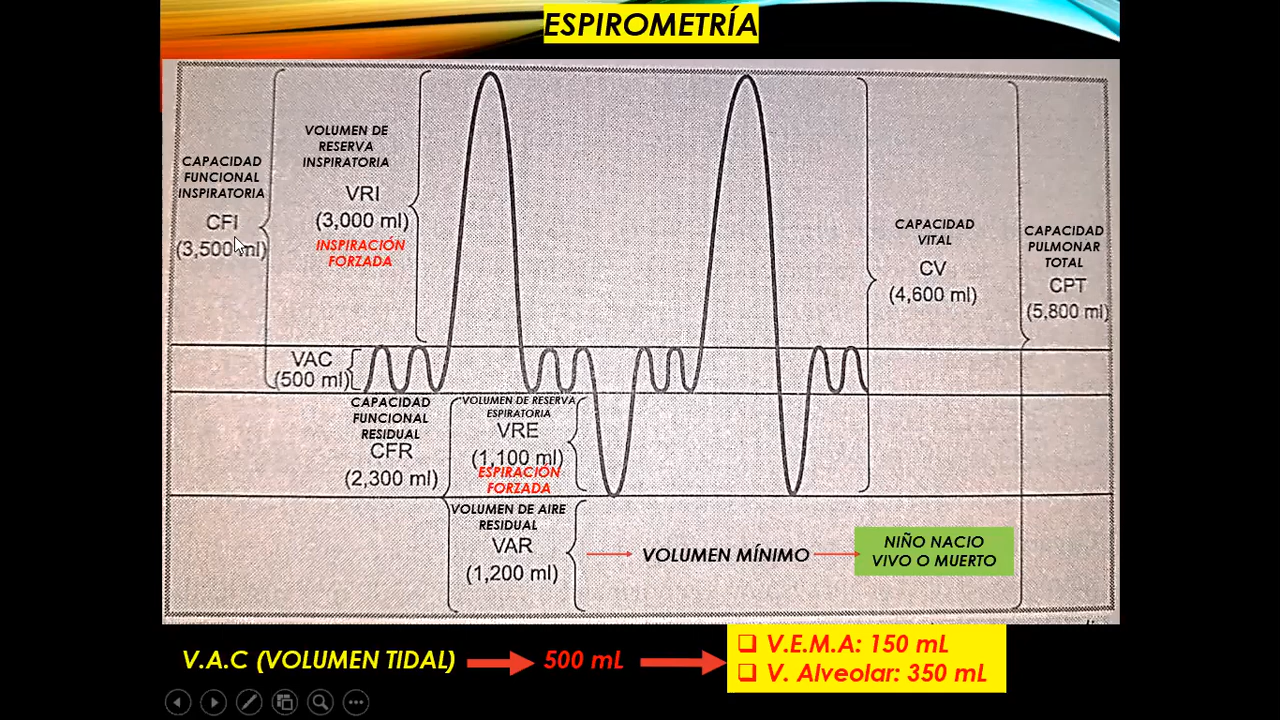 ESPIROMETRÍA
CAPACIDAD
FUNCIONAL
INSPIRATORIA
CFI
(3,500 ml)
VOLUMEN DE
RESERVA
INSPIRATORIA
VRI
(3,000 ml)
INSPIRACIÓN
FORZADA
CAPACIDAD
VITAL
CV
(4,600 ml)
CAPACIDAD
PULMONAR
TOTAL
CPT
(5,800 ml)
VAC
(500 ml)
CAPACIDAD
FUNCIONAL
RESIDUAL
CFR
(2,300 ml)
VOLUMEN DE RESERVA
ESPIRATORIA
VRE
(1,100 ml)
ESPIRACIÓN
FORZADA
VOLUMEN DE AIRE
RESIDUAL
VAR
(1,200 ml)
VOLUMEN MÍNIMO
NIÑO NACIO
VIVO O MUERTO
V.A.C (VOLUMEN TIDAL)
500 mL
V.E.M.A: 150 mL
V. Alveolar: 350 mL